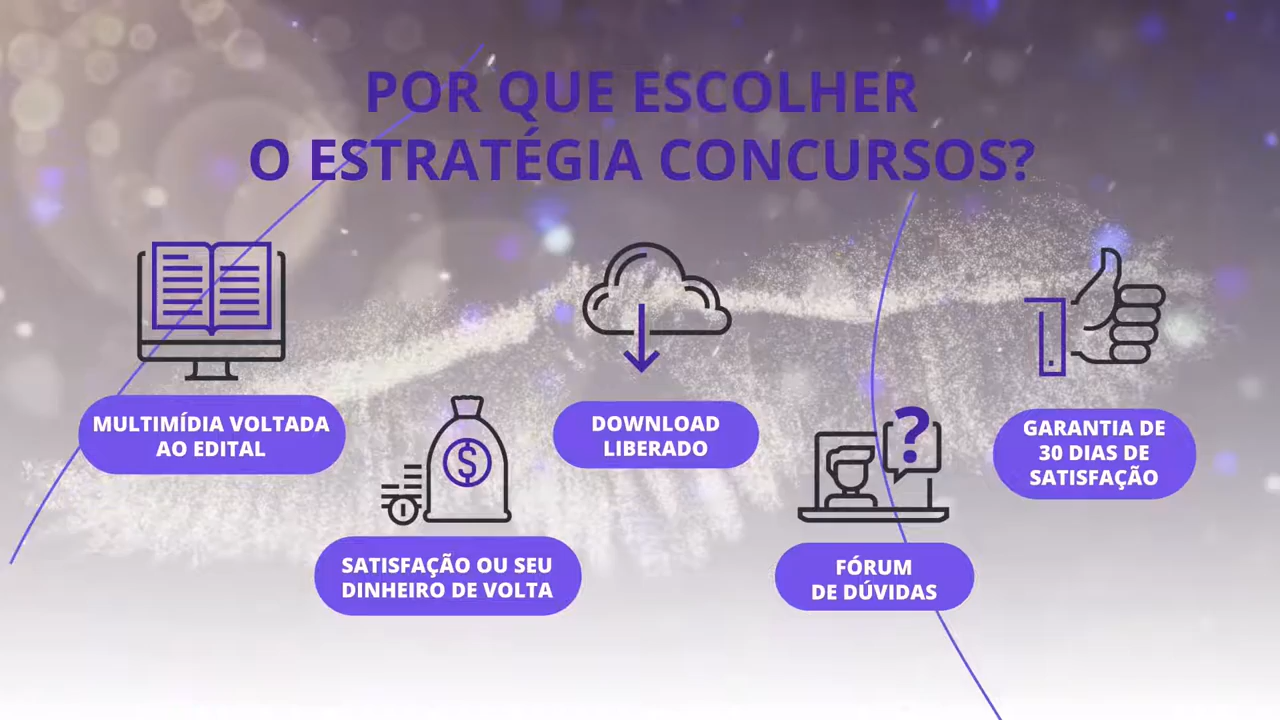 POR QUE ESCOLHER
O ESTRATÉGIA CONCURSOS?
MULTIMÍDIA VOLTADA
AO EDITAL
$
SATISFAÇÃO OU SEU
DINHEIRO DE VOLTA
DOWNLOAD
LIBERADO
?
FÓRUM
DE DÚVIDAS
GARANTIA DE
30 DIAS DE
SATISFAÇÃO